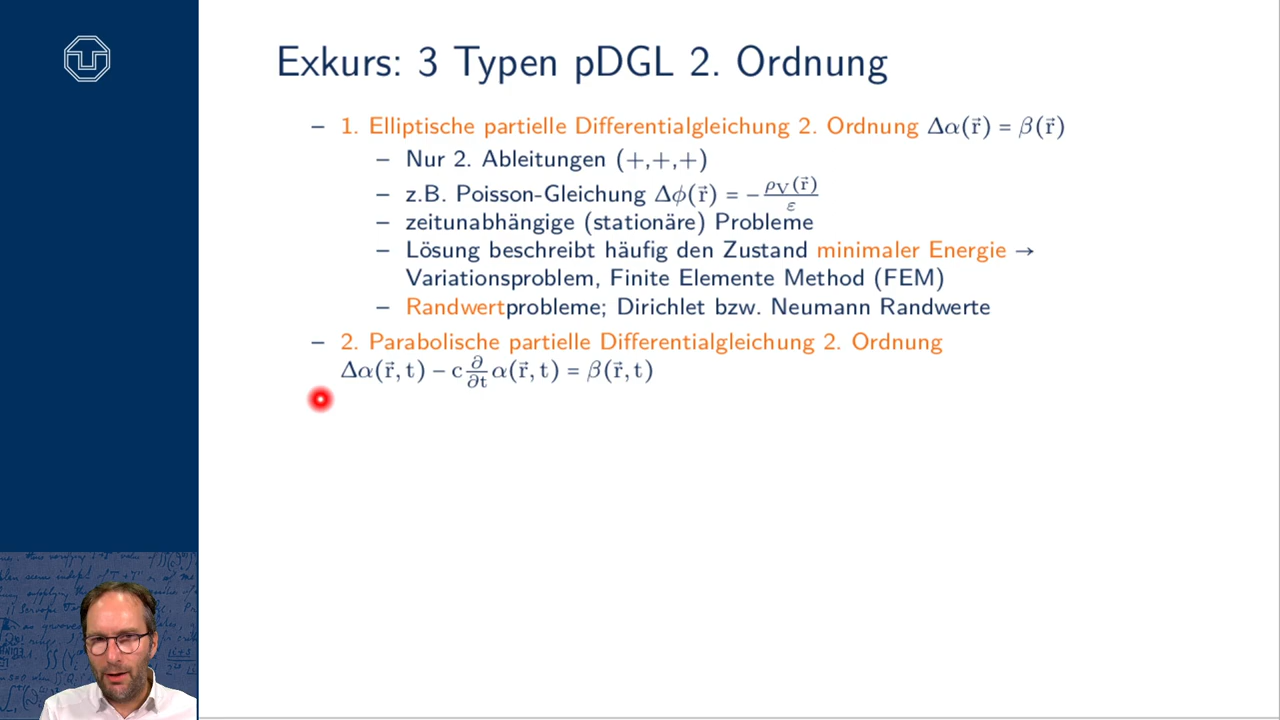 Exkurs: 3 Typen pDGL 2. Ordnung
– 1. Elliptische partielle Differentialgleichung 2. Ordnung Δα(r⃗) = β(r⃗)
– Nur 2. Ableitungen (+,+,+)
– z.B. Poisson-Gleichung Δϕ(r⃗) = −ρV(r⃗)/ε
– zeitunabhängige (stationäre) Probleme
– Lösung beschreibt häufig den Zustand minimaler Energie →
Variationsproblem, Finite Elemente Method (FEM)
– Randwertprobleme; Dirichlet bzw. Neumann Randwerte
– 2. Parabolische partielle Differentialgleichung 2. Ordnung
Δα(r⃗, t) − c ∂/∂t α(r⃗, t) = β(r⃗, t)